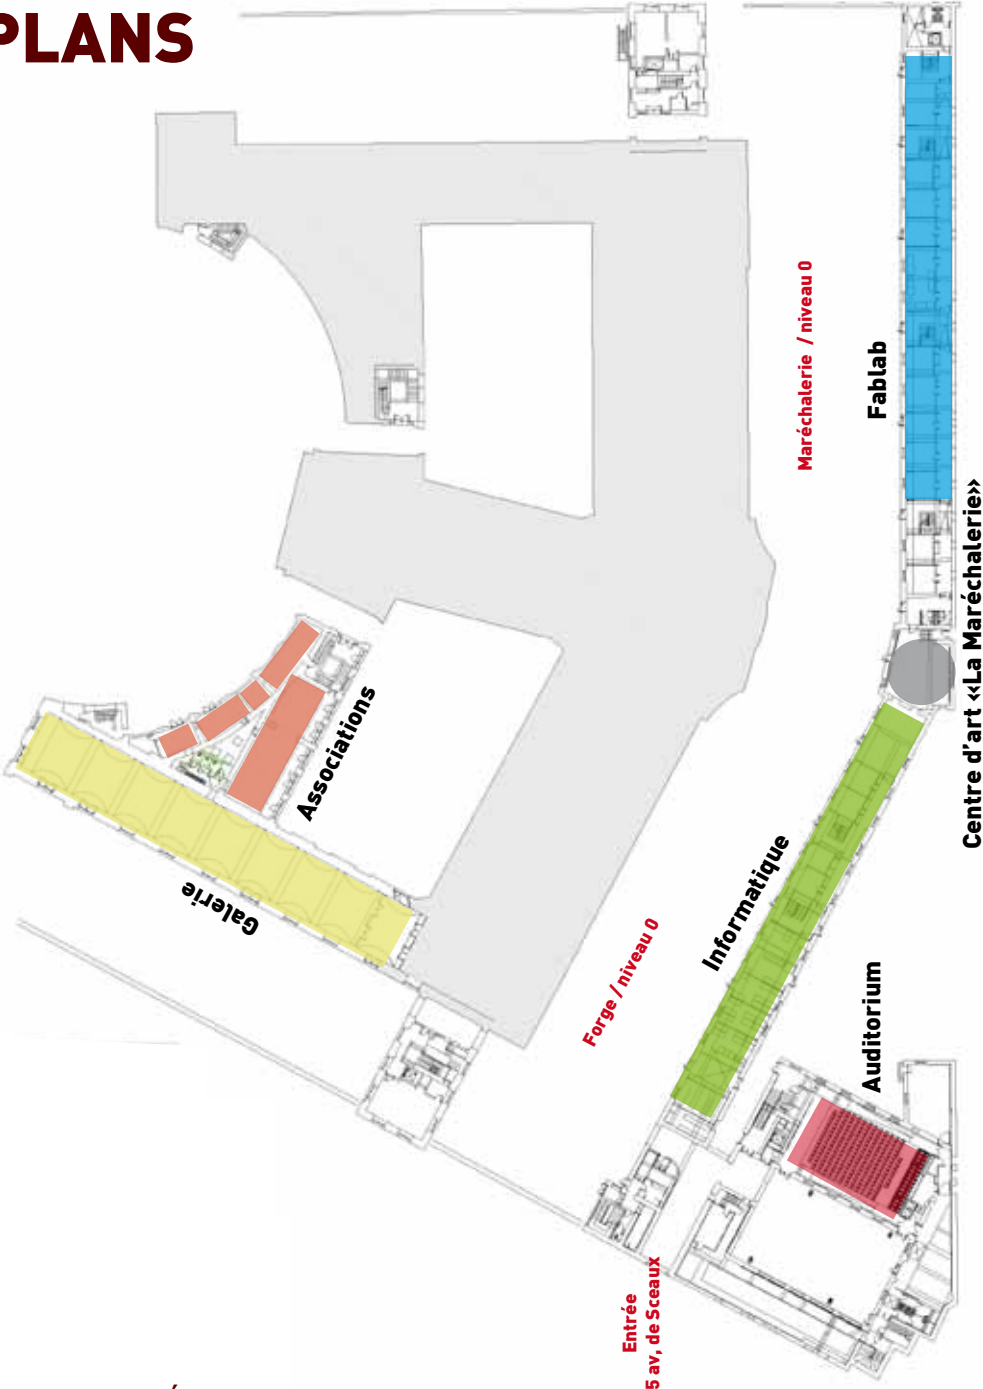 PLANS
Maréchalerie / niveau 0
Fablab
Centre d'art «La Maréchalerie»
Associations
Galerie
Informatique
Forge / niveau 0
Auditorium
Entrée
5 av, de Sceaux